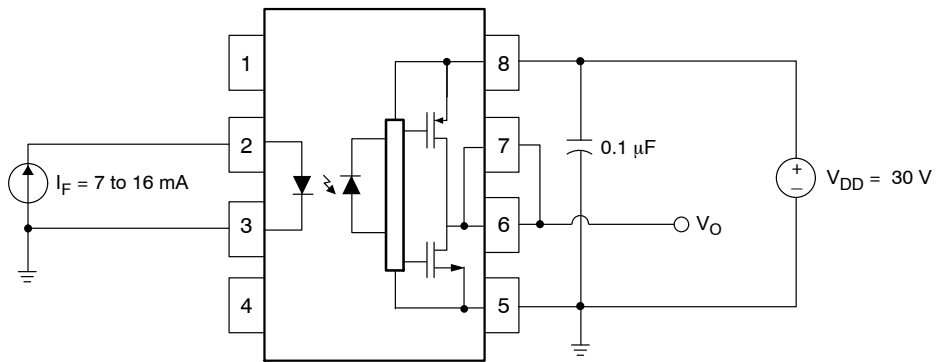 1
8
2
7
I_F = 7 to 16 mA
0.1 μF
+
–
V_DD = 30 V
3
6
V_O
4
5